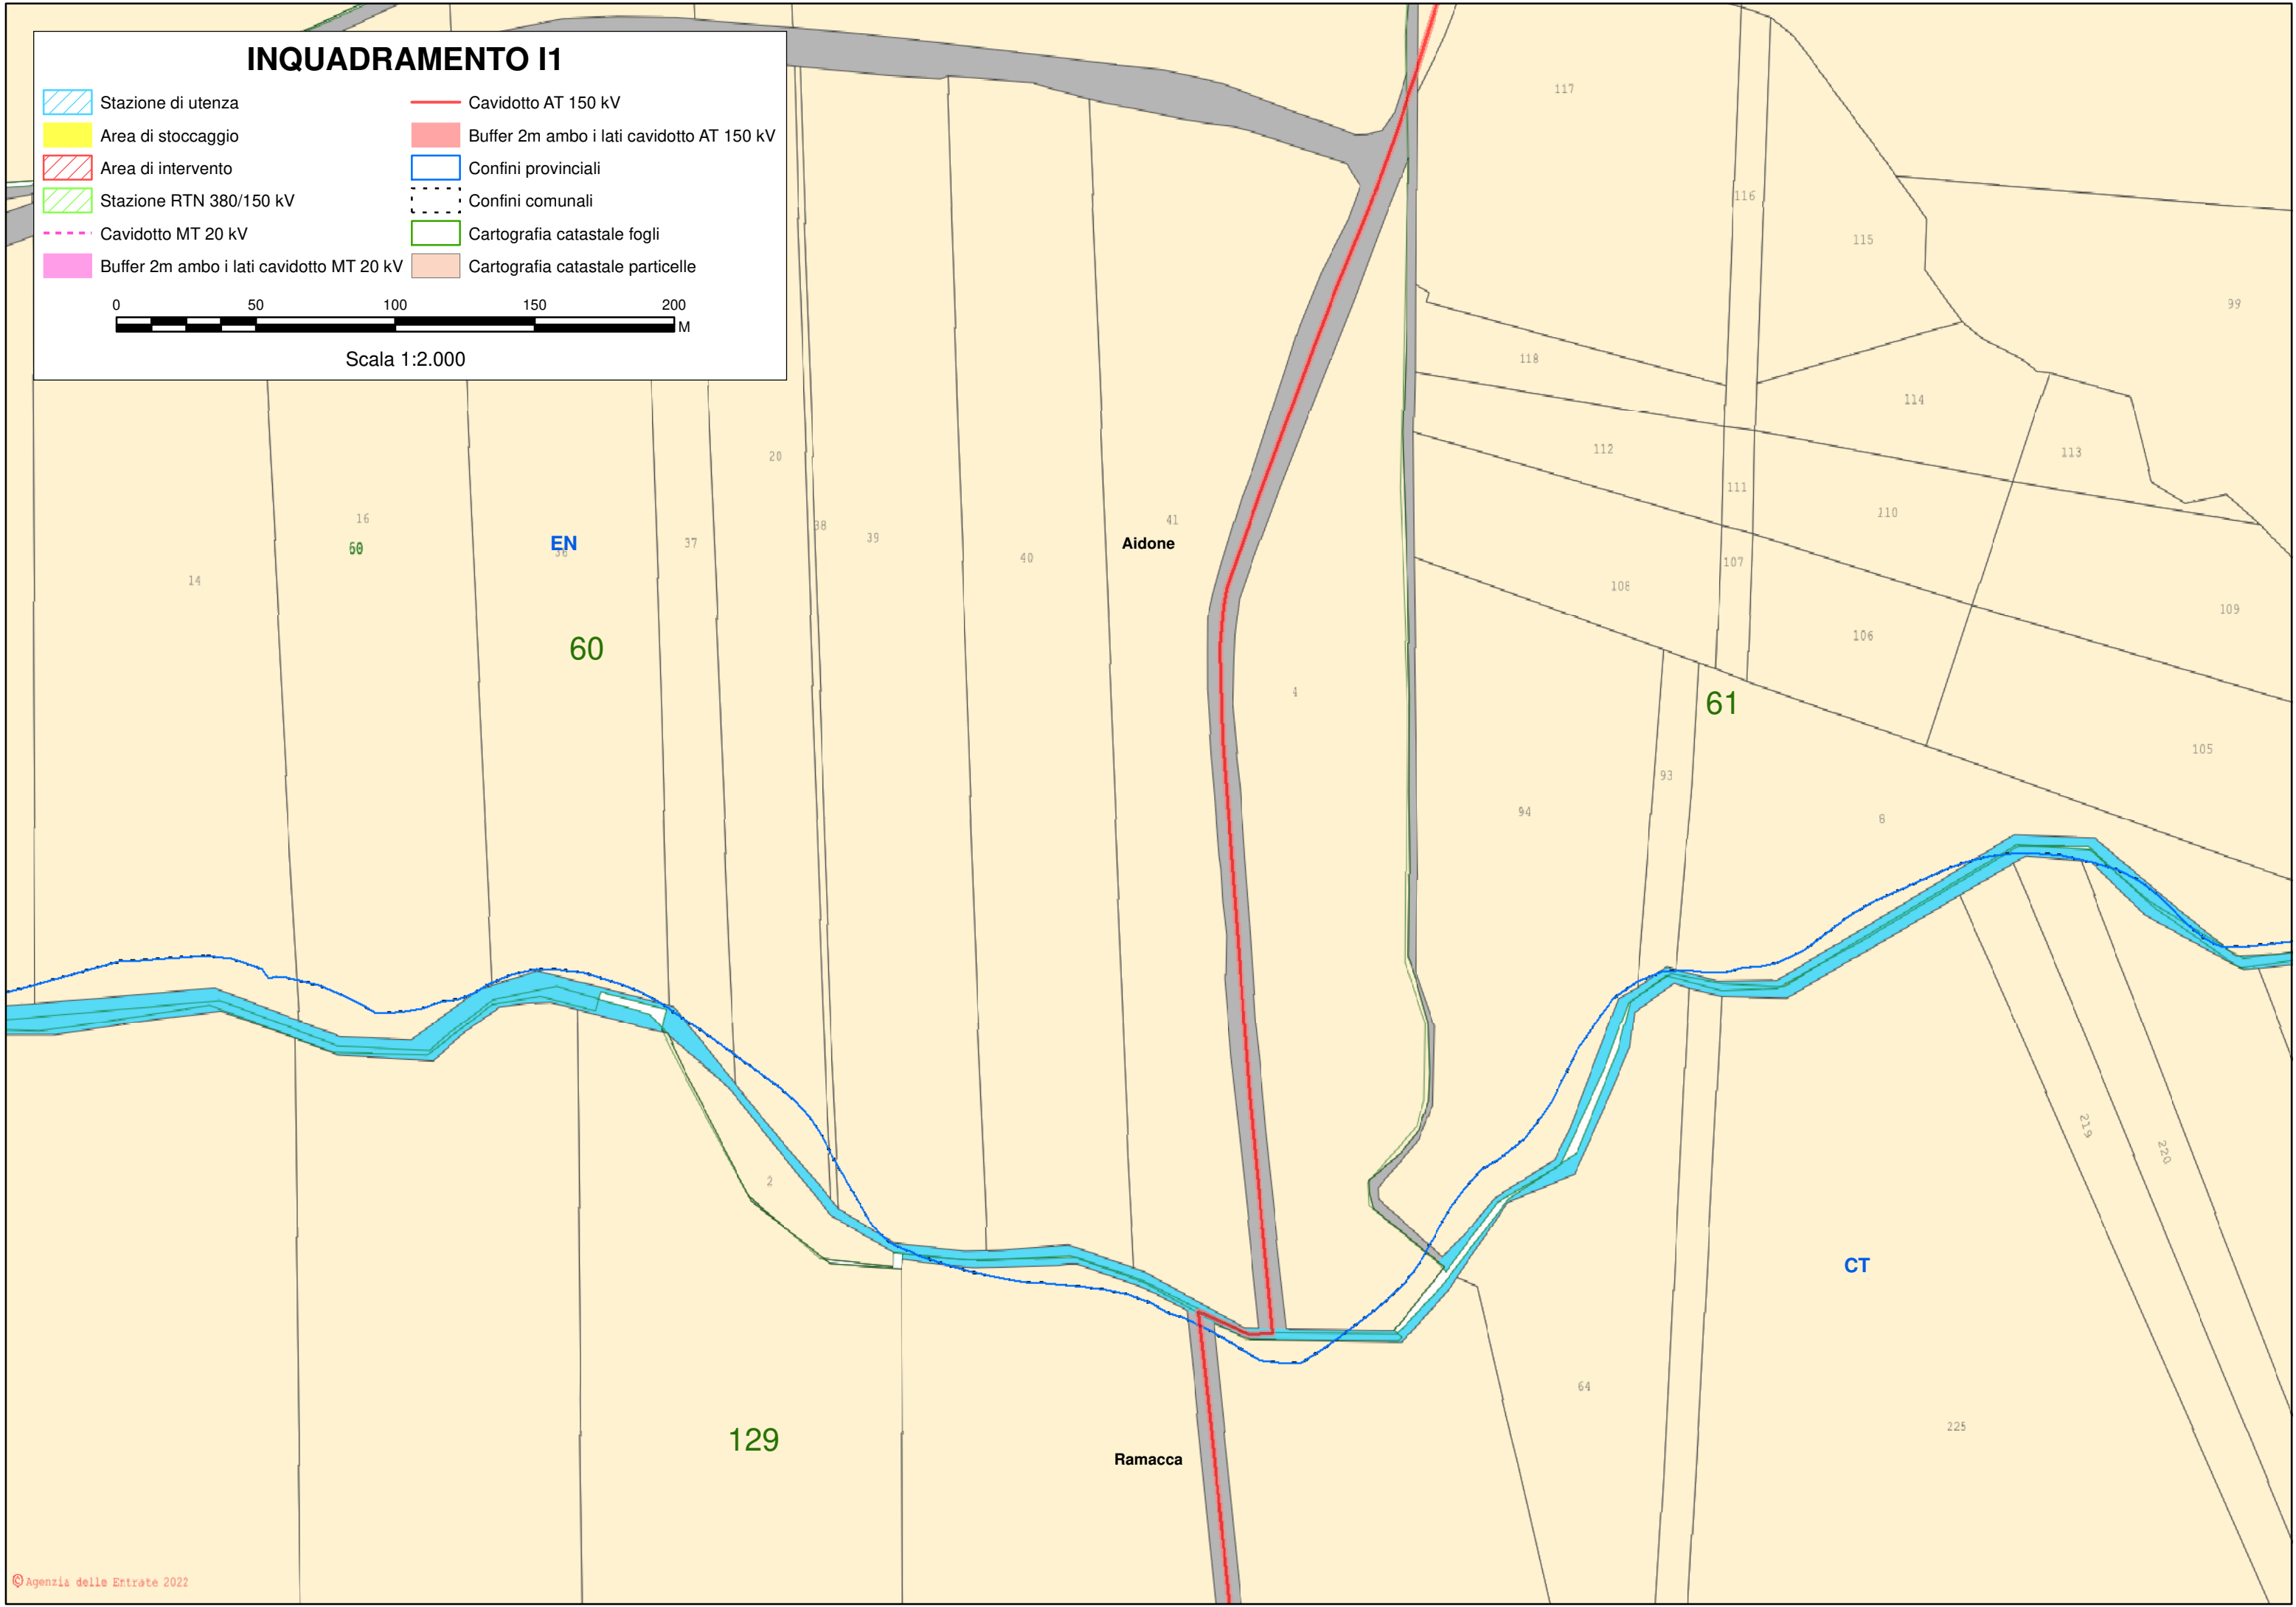 INQUADRAMENTO I1
Stazione di utenza
Area di stoccaggio
Area di intervento
Stazione RTN 380/150 kV
Cavidotto MT 20 kV
Buffer 2m ambo i lati cavidotto MT 20 kV
Cavidotto AT 150 kV
Buffer 2m ambo i lati cavidotto AT 150 kV
Confini provinciali
Confini comunali
Cartografia catastale fogli
Cartografia catastale particelle
0 50 100 150 200
M
Scala 1:2.000
117
116
115
99
118
114
113
112
111
110
107
108
109
106
105
20
16
60
EN
36
37
38
39
40
41
Aidone
14
60
4
61
93
94
6
2
219
220
CT
64
225
129
Ramacca
© Agenzia delle Entrate 2022